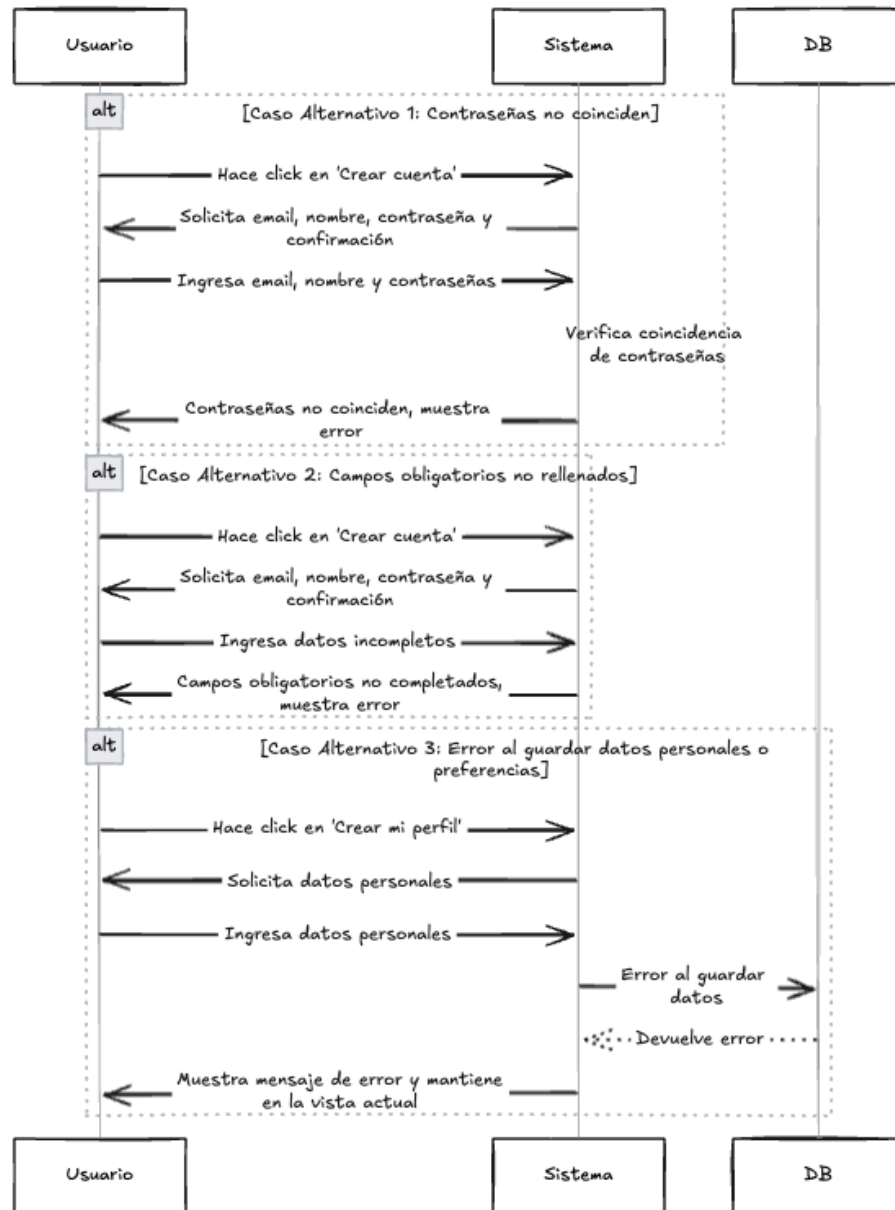 Usuario
Sistema
DB
alt
[Caso Alternativo 1: Contraseñas no coinciden]
Hace click en 'Crear cuenta'
Solicita email, nombre, contraseña y
confirmación
Ingresa email, nombre y contraseñas
Verifica coincidencia
de contraseñas
Contraseñas no coinciden, muestra
error
alt
[Caso Alternativo 2: Campos obligatorios no rellenados]
Hace click en 'Crear cuenta'
Solicita email, nombre, contraseña y
confirmación
Ingresa datos incompletos
Campos obligatorios no completados,
muestra error
alt
[Caso Alternativo 3: Error al guardar datos personales o
preferencias]
Hace click en 'Crear mi perfil'
Solicita datos personales
Ingresa datos personales
Error al guardar
datos
Devuelve error
Muestra mensaje de error y mantiene
en la vista actual
Usuario
Sistema
DB